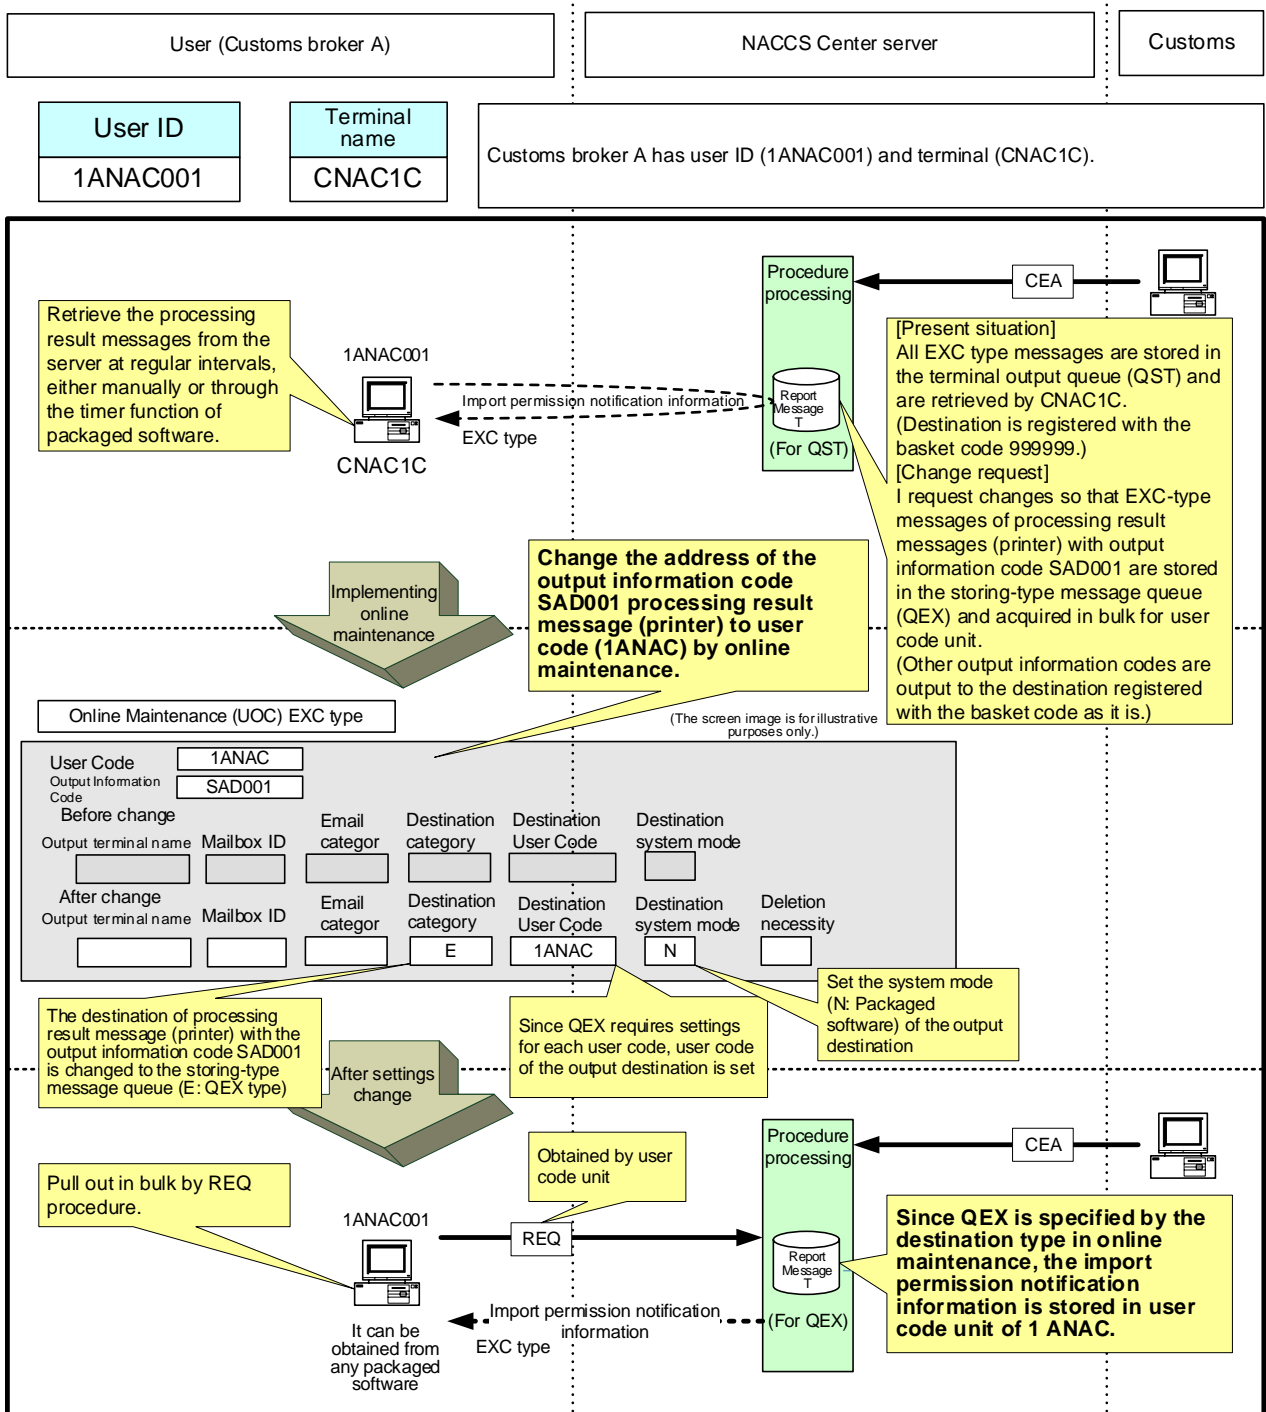 User (Customs broker A)
NACCS Center server
Customs
User ID
1ANAC001
Terminal
name
CNAC1C
Customs broker A has user ID (1ANAC001) and terminal (CNAC1C).
Retrieve the processing
result messages from the
server at regular intervals,
either manually or through
the timer function of
packaged software.
1ANAC001
CNAC1C
Import permission notification information
EXC type
Procedure
processing
Report
Message
T
(For QST)
CEA
[Present situation]
All EXC type messages are stored in
the terminal output queue (QST) and
are retrieved by CNAC1C.
(Destination is registered with the
basket code 999999.)
[Change request]
I request changes so that EXC-type
messages of processing result
messages (printer) with output
information code SAD001 are stored
in the storing-type message queue
(QEX) and acquired in bulk for user
code unit.
(Other output information codes are
output to the destination registered
with the basket code as it is.)
Implementing
online
maintenance
Change the address of the
output information code
SAD001 processing result
message (printer) to user
code (1ANAC) by online
maintenance.
Online Maintenance (UOC) EXC type
(The screen image is for illustrative
purposes only.)
User Code
1ANAC
Output Information
Code
SAD001
Before change
Output terminal name
Mailbox ID
Email
categor
Destination
category
Destination
User Code
Destination
system mode
After change
Output terminal name
Mailbox ID
Email
categor
Destination
category
Destination
User Code
Destination
system mode
Deletion
necessity
E
1ANAC
N
The destination of processing
result message (printer) with the
output information code SAD001
is changed to the storing-type
message queue (E: QEX type)
Since QEX requires settings
for each user code, user code
of the output destination is set
Set the system mode
(N: Packaged
software) of the output
destination
After settings
change
Pull out in bulk by REQ
procedure.
1ANAC001
It can be
obtained from
any packaged
software
Obtained by user
code unit
REQ
Import permission notification
information
EXC type
Procedure
processing
Report
Message
T
(For QEX)
CEA
Since QEX is specified by the
destination type in online
maintenance, the import
permission notification
information is stored in user
code unit of 1 ANAC.